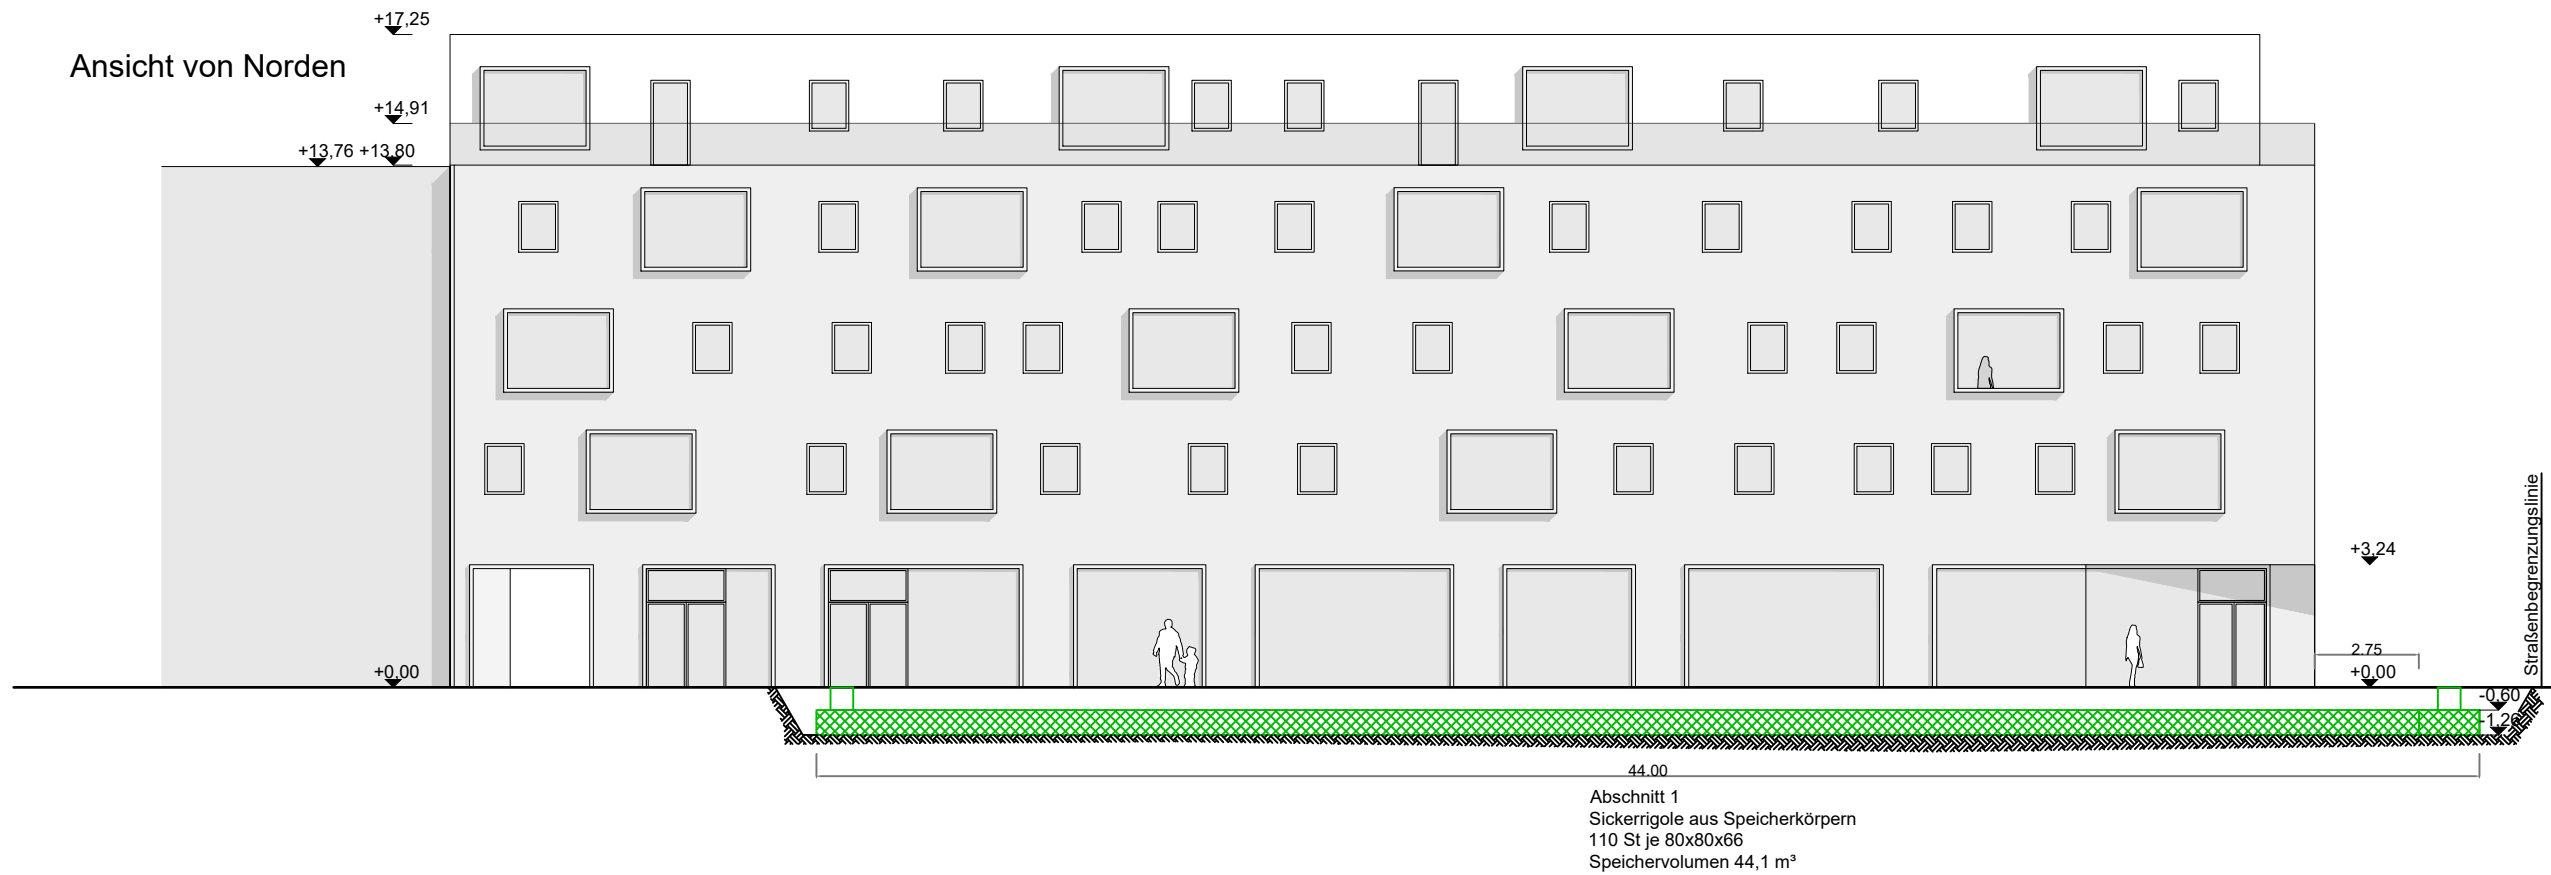 +17,25
Ansicht von Norden
+14,91
+13,76 +13,80
+3,24
Straßenbegrenzungslinie
2.75
+0,00
+0,00
-0,60
-1,26
44.00
Abschnitt 1
Sickerrigole aus Speicherkörpern
110 St je 80x80x66
Speichervolumen 44,1 m³